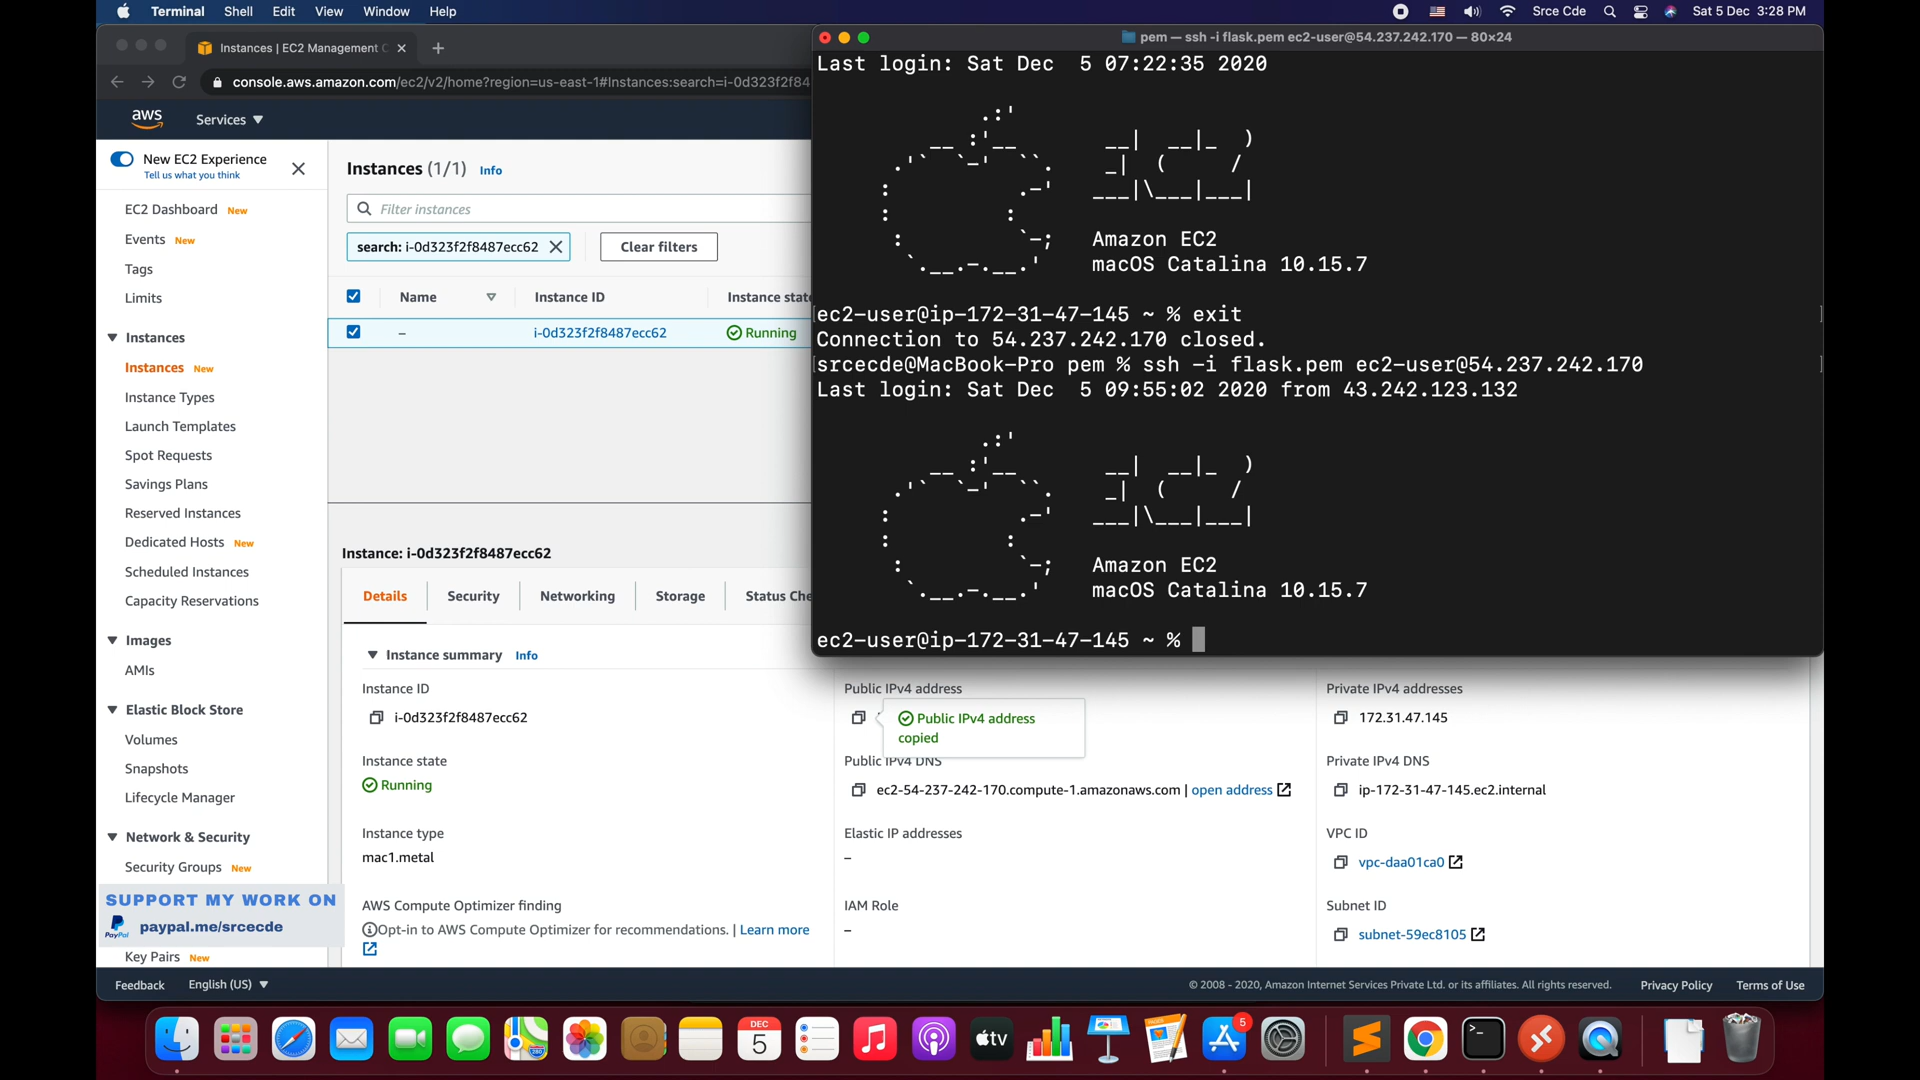 Terminal Shell Edit View Window Help Srce Cde Sat 5 Dec 3:28 PM
Instances | EC2 Management C
console.aws.amazon.com/ec2/v2/home?region=us-east-1#Instances:search=i-0d323f2f84
aws Services
New EC2 Experience
Tell us what you think
EC2 Dashboard New
Events New
Tags
Limits
Instances
Instances New
Instance Types
Launch Templates
Spot Requests
Savings Plans
Reserved Instances
Dedicated Hosts New
Scheduled Instances
Capacity Reservations
Images
AMIs
Elastic Block Store
Volumes
Snapshots
Lifecycle Manager
Network & Security
Security Groups New
SUPPORT MY WORK ON
PayPal paypal.me/srcecde
Key Pairs New
Instances (1/1) Info
Filter instances
search: i-0d323f2f8487ecc62
Clear filters
Name Instance ID Instance state
– i-0d323f2f8487ecc62 Running
Instance: i-0d323f2f8487ecc62
Details Security Networking Storage Status Che
Instance summary Info
Instance ID
i-0d323f2f8487ecc62
Public IPv4 address
Public IPv4 address
copied
Private IPv4 addresses
172.31.47.145
Instance state
Running
Public IPv4 DNS
ec2-54-237-242-170.compute-1.amazonaws.com | open address
Private IPv4 DNS
ip-172-31-47-145.ec2.internal
Instance type
mac1.metal
Elastic IP addresses
–
VPC ID
vpc-daa01ca0
AWS Compute Optimizer finding
Opt-in to AWS Compute Optimizer for recommendations. | Learn more
IAM Role
–
Subnet ID
subnet-59ec8105
pem — ssh -i flask.pem ec2-user@54.237.242.170 — 80×24
Last login: Sat Dec  5 07:22:35 2020
Amazon EC2
macOS Catalina 10.15.7
ec2-user@ip-172-31-47-145 ~ % exit
Connection to 54.237.242.170 closed.
srcecde@MacBook-Pro pem % ssh -i flask.pem ec2-user@54.237.242.170
Last login: Sat Dec  5 09:55:02 2020 from 43.242.123.132
Amazon EC2
macOS Catalina 10.15.7
ec2-user@ip-172-31-47-145 ~ %
Feedback English (US) © 2008 - 2020, Amazon Internet Services Private Ltd. or its affiliates. All rights reserved. Privacy Policy Terms of Use
DEC
5
tv
5